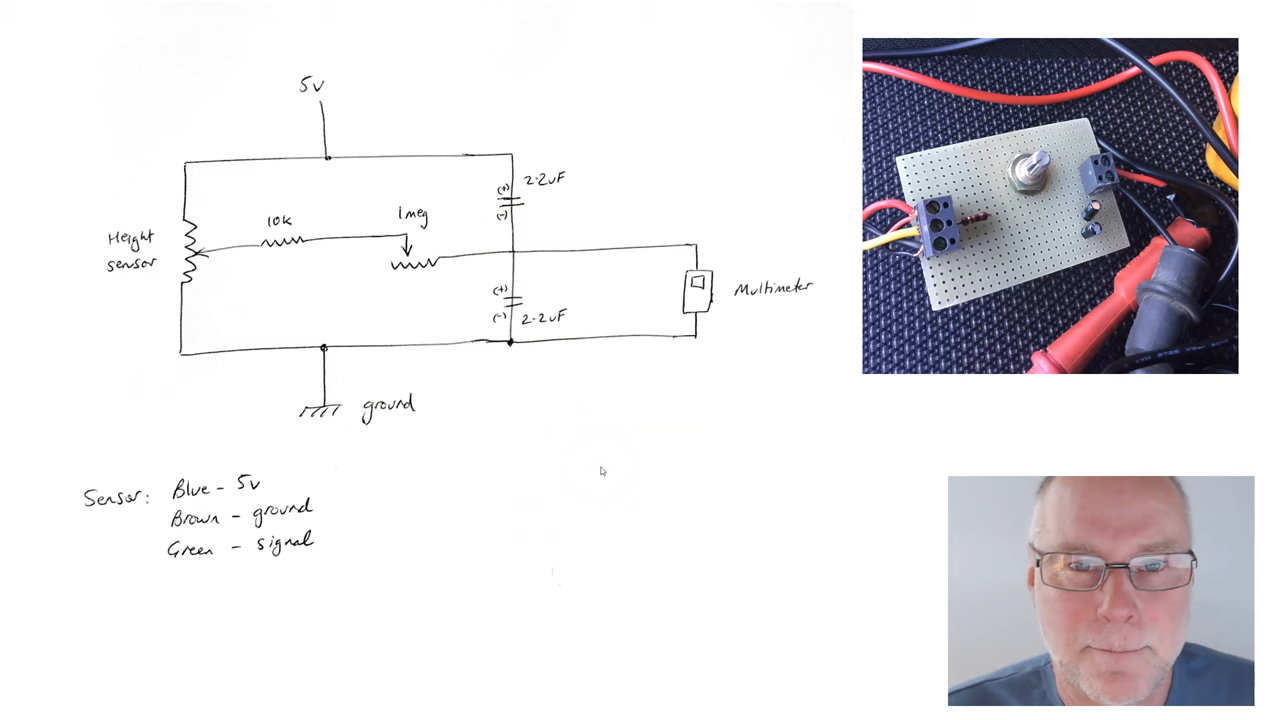 5v
(+) 2.2uF
(-)
10k
1meg
Height
sensor
(+)
(-) 2.2uF
Multimeter
ground
Sensor: Blue - 5v
Brown - ground
Green - signal